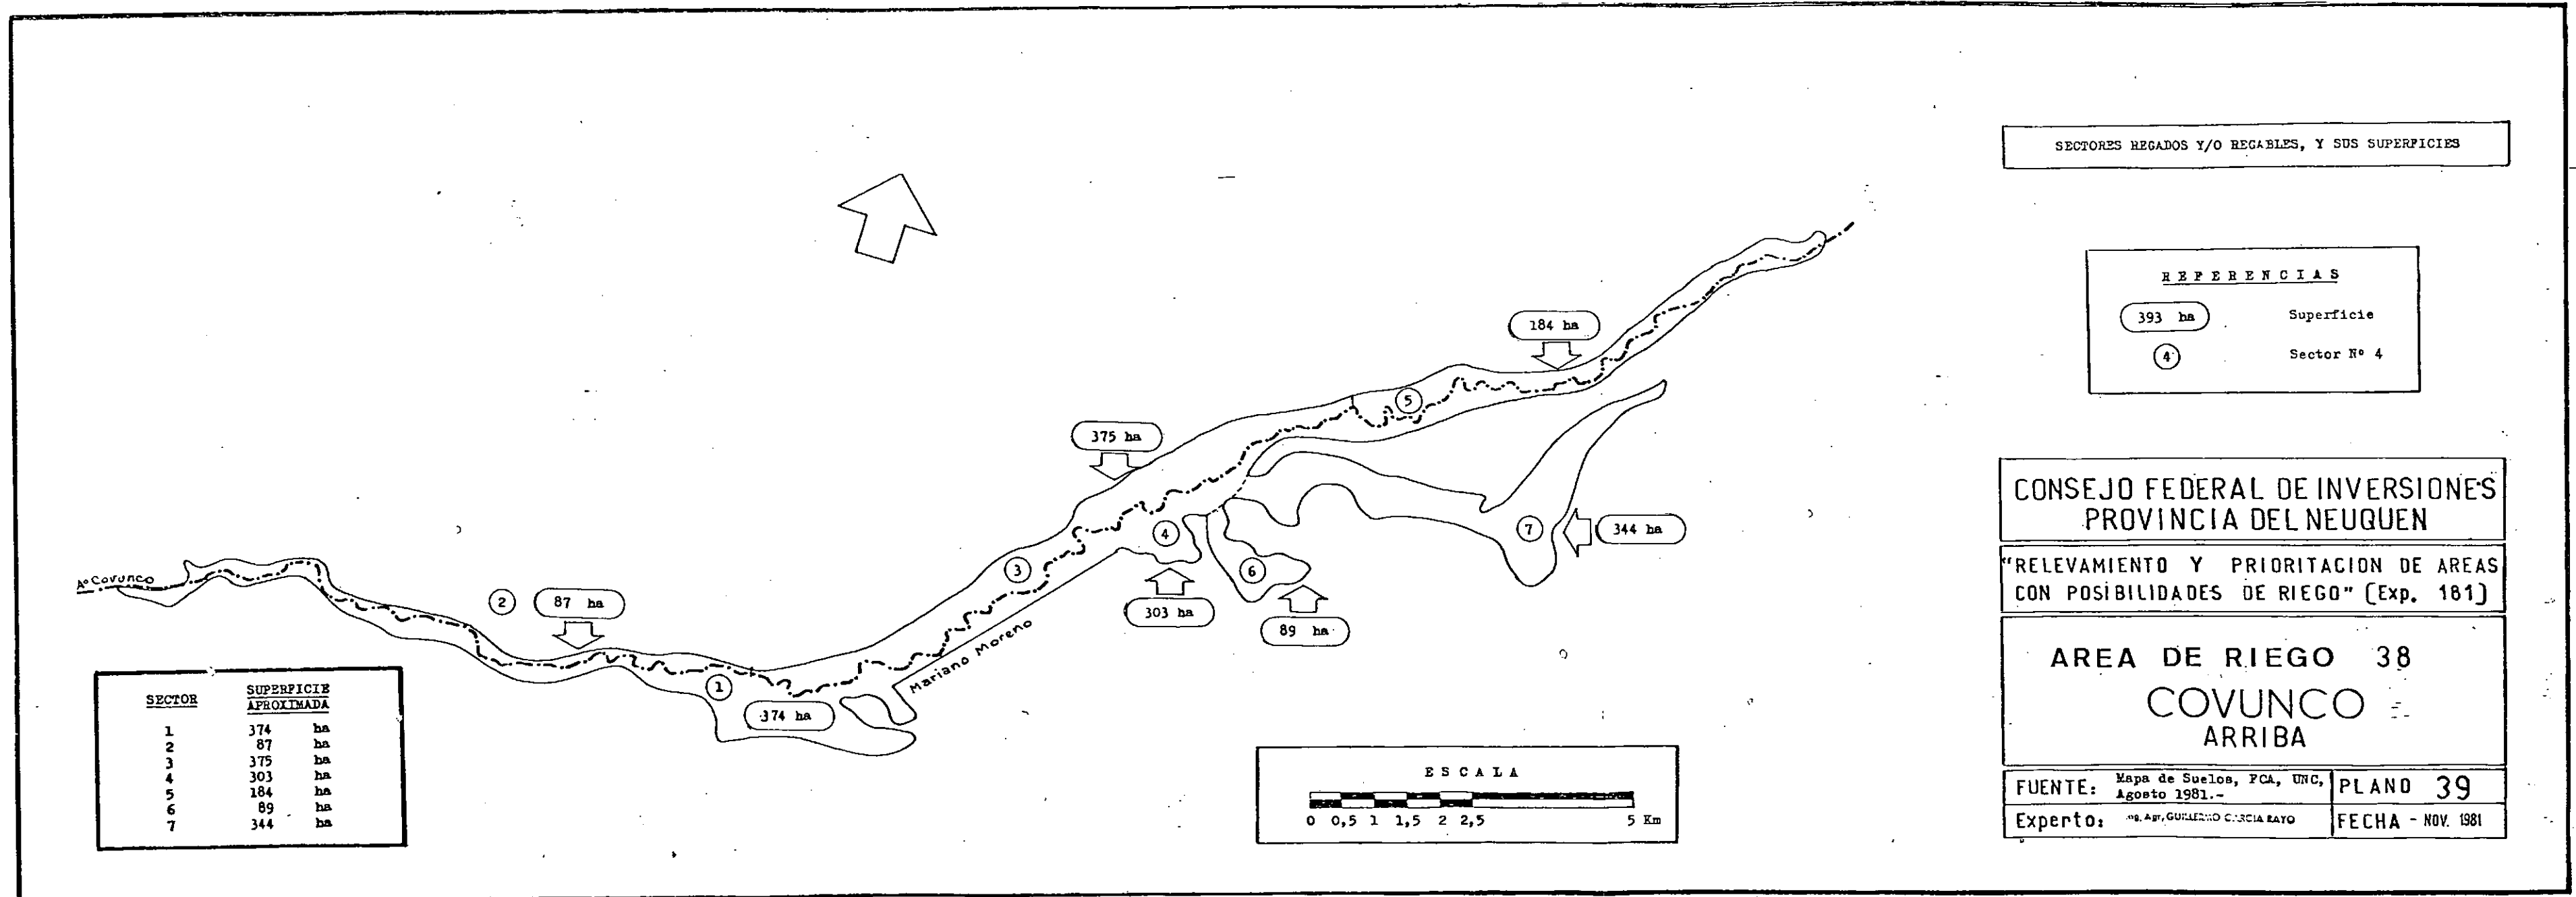 SECTORES REGADOS Y/O REGABLES, Y SUS SUPERFICIES
REFERENCIAS
393 ha Superficie
4 Sector Nº 4
184 ha
5
375 ha
4
7
344 ha
3
6
Aº Covunco
2
87 ha
303 ha
89 ha
Mariano Moreno
1
374 ha
SECTOR SUPERFICIE APROXIMADA
1 374 ha
2 87 ha
3 375 ha
4 303 ha
5 184 ha
6 89 ha
7 344 ha
ESCALA
0 0,5 1 1,5 2 2,5 5 Km
CONSEJO FEDERAL DE INVERSIONES
PROVINCIA DEL NEUQUEN
"RELEVAMIENTO Y PRIORITACION DE AREAS
CON POSIBILIDADES DE RIEGO" (Exp. 181)
AREA DE RIEGO 38
COVUNCO
ARRIBA
FUENTE: Mapa de Suelos, FCA, UNC,
Agosto 1981.-
PLANO 39
Experto: Ing. Agr. GUILLERMO GARCIA RAYO
FECHA - NOV. 1981